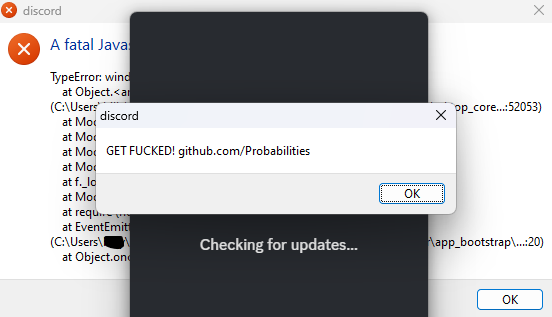 discord
A fatal Javas
TypeError: wind
at Object.<a
(C:\Users\ op_core...:52053)
at Mod
at Mod
at Mod
at Mod
at f._lo
at Mod
at require
at EventEmitt
(C:\Users\ \app_bootstrap\...:20)
at Object.onc
discord
GET FUCKED! github.com/Probabilities
OK
Checking for updates...
OK